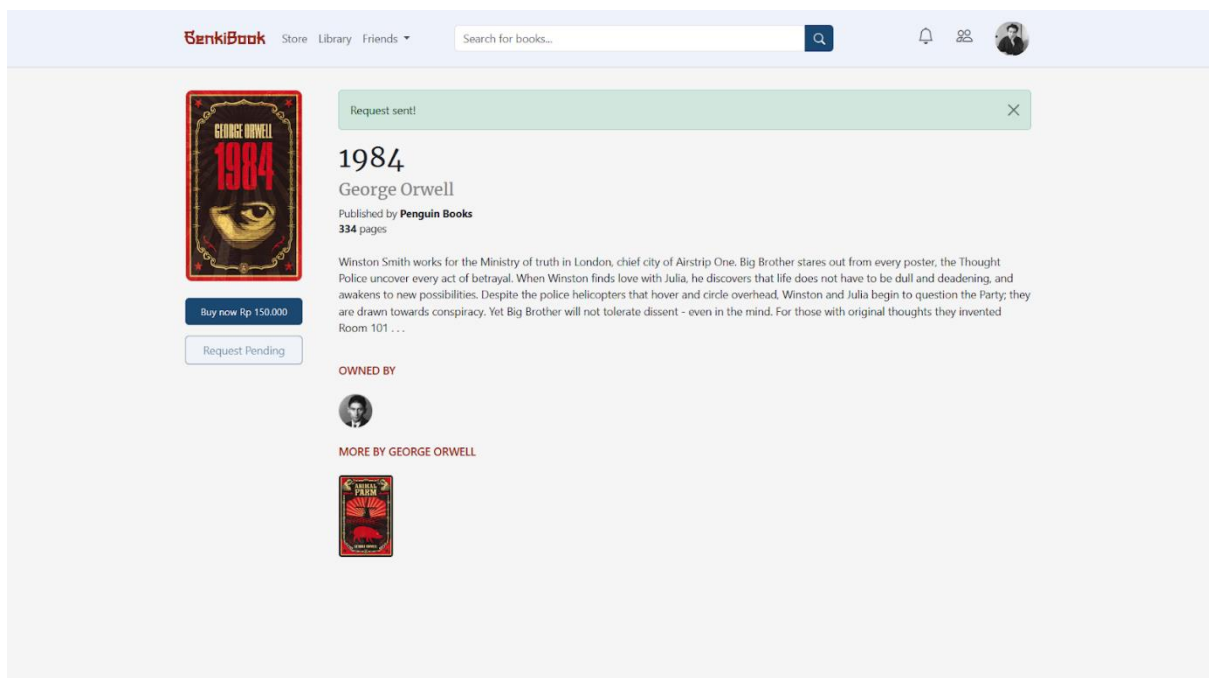 GenkiBook
Store
Library
Friends
Search for books...
GEORGE ORWELL
1984
Buy now Rp 150.000
Request Pending
Request sent!
1984
George Orwell
Published by Penguin Books
334 pages
Winston Smith works for the Ministry of truth in London, chief city of Airstrip One. Big Brother stares out from every poster, the Thought
Police uncover every act of betrayal. When Winston finds love with Julia, he discovers that life does not have to be dull and deadening, and
awakens to new possibilities. Despite the police helicopters that hover and circle overhead, Winston and Julia begin to question the Party; they
are drawn towards conspiracy. Yet Big Brother will not tolerate dissent - even in the mind. For those with original thoughts they invented
Room 101 . . .
OWNED BY
MORE BY GEORGE ORWELL
ANIMAL
FARM
GEORGE ORWELL